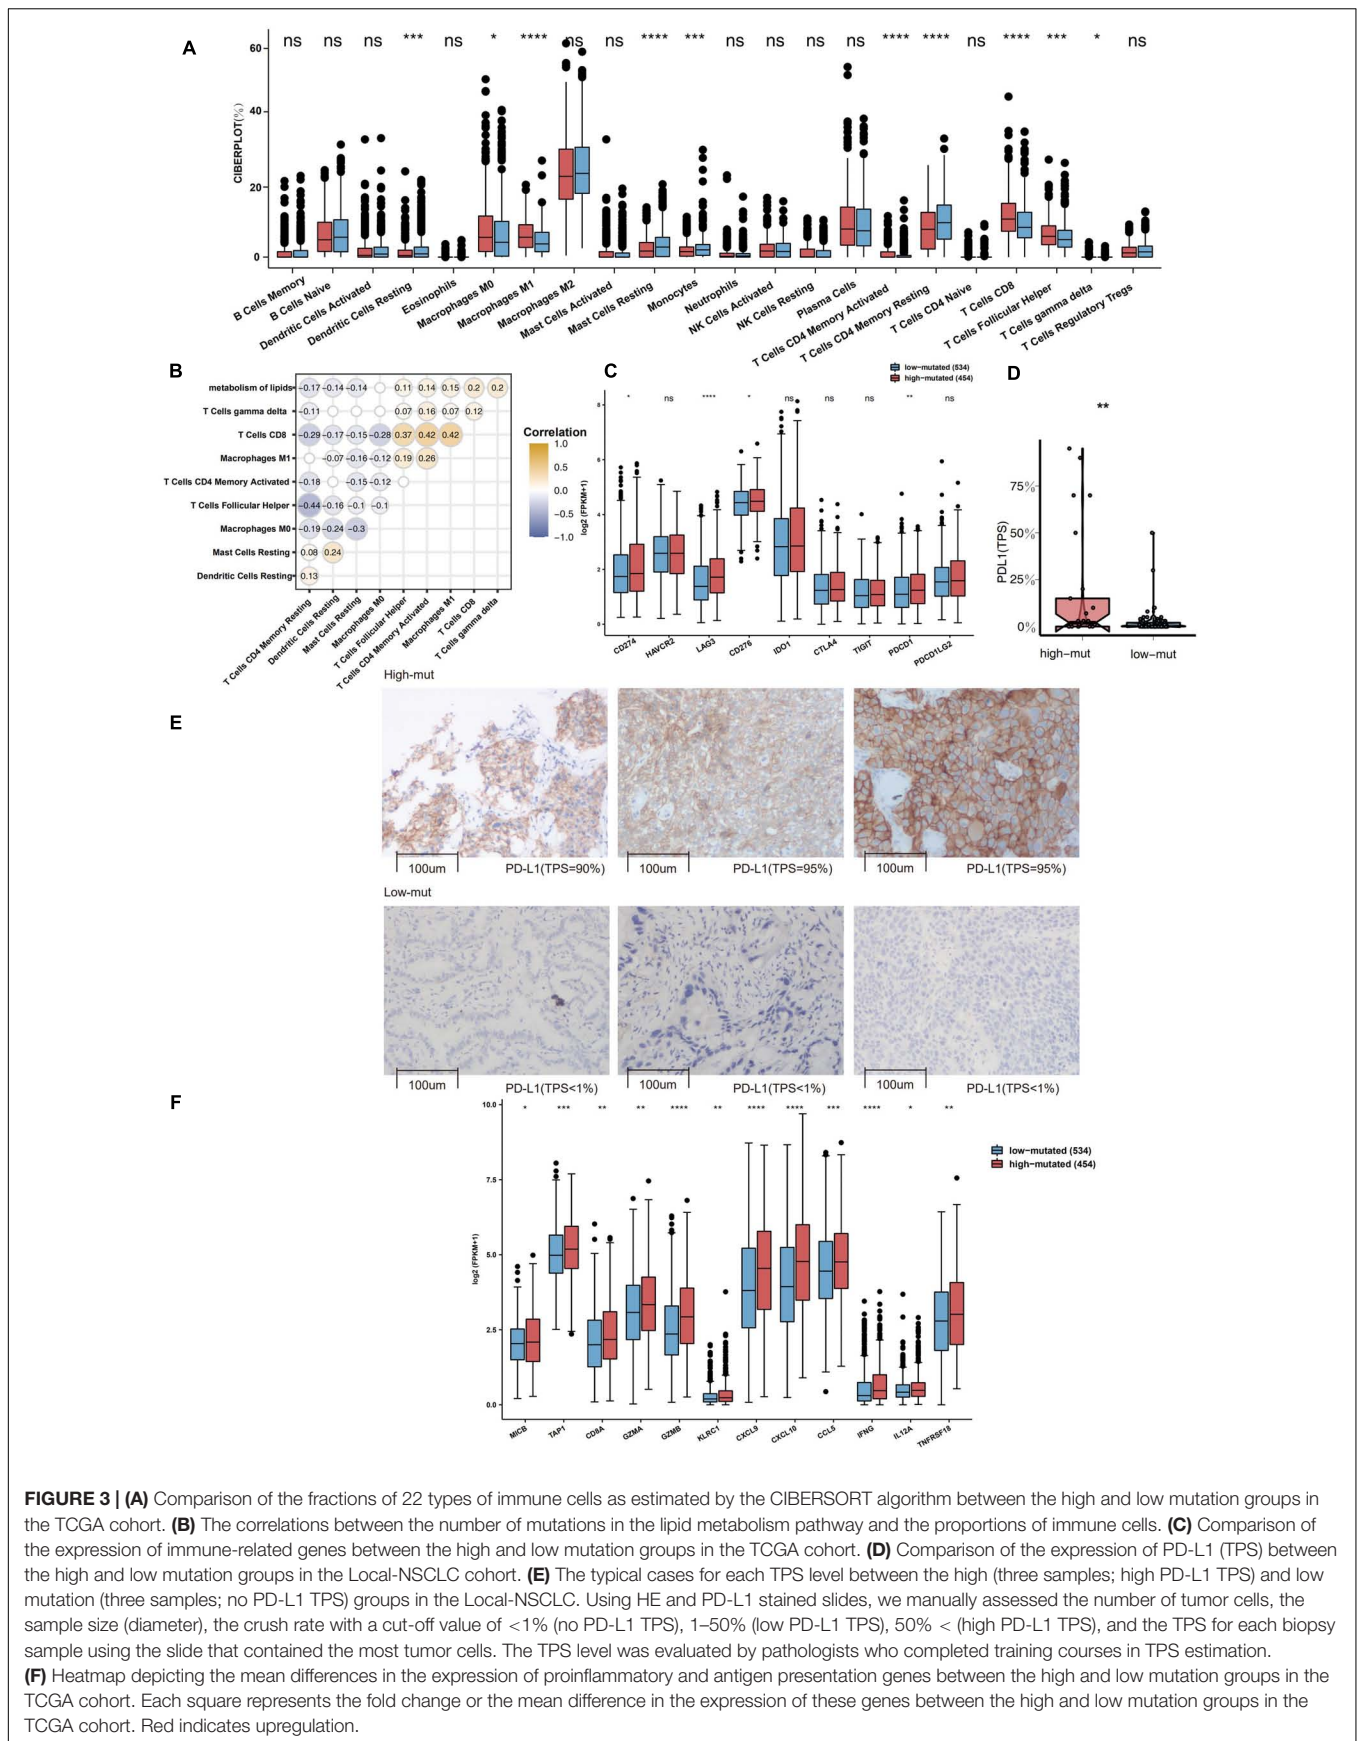 A
ns ns ns *** ns * **** ns ns **** *** ns ns ns ns **** **** ns **** *** * ns
CIBERPLOT(%)
60
40
20
0
B Cells Memory
B Cells Naive
Dendritic Cells Activated
Dendritic Cells Resting
Eosinophils
Macrophages M0
Macrophages M1
Macrophages M2
Mast Cells Activated
Mast Cells Resting
Monocytes
Neutrophils
NK Cells Activated
NK Cells Resting
Plasma Cells
T Cells CD4 Memory Activated
T Cells CD4 Memory Resting
T Cells CD4 Naive
T Cells CD8
T Cells Follicular Helper
T Cells gamma delta
T Cells Regulatory Tregs
B
metabolism of lipids −0.17 −0.14 −0.14 0.11 0.14 0.15 0.2 0.2
T Cells gamma delta −0.11 0.07 0.16 0.07 0.12
T Cells CD8 −0.29 −0.17 −0.15 −0.28 0.37 0.42 0.42
Macrophages M1 −0.07 −0.16 −0.12 0.19 0.26
T Cells CD4 Memory Activated −0.18 −0.15 −0.12
T Cells Follicular Helper −0.44 −0.16 −0.1 −0.1
Macrophages M0 −0.19 −0.24 −0.3
Mast Cells Resting 0.08 0.24
Dendritic Cells Resting 0.13
T Cells CD4 Memory Resting
Dendritic Cells Resting
Mast Cells Resting
Macrophages M0
T Cells Follicular Helper
T Cells CD4 Memory Activated
Macrophages M1
T Cells CD8
T Cells gamma delta
Correlation
1.0
0.5
0.0
−0.5
−1.0
C
low−mutated (534)
high−mutated (454)
* ns **** * ns ns ns ** ns
log2 (FPKM+1)
8
6
4
2
0
CD274
HAVCR2
LAG3
CD276
IDO1
CTLA4
TIGIT
PDCD1
PDCD1LG2
D
**
PDL1(TPS)
75%
50%
25%
0%
high−mut low−mut
High-mut
E
100um PD-L1(TPS=90%) 100um PD-L1(TPS=95%) 100um PD-L1(TPS=95%)
Low-mut
100um PD-L1(TPS<1%) 100um PD-L1(TPS<1%) 100um PD-L1(TPS<1%)
F
* *** ** ** **** ** **** **** *** **** * **
log2 (FPKM+1)
10.0
7.5
5.0
2.5
0.0
MICB
TAP1
CD8A
GZMA
GZMB
KLRC1
CXCL9
CXCL10
CCL5
IFNG
IL12A
TNFRSF18
low−mutated (534)
high−mutated (454)
FIGURE 3 | (A) Comparison of the fractions of 22 types of immune cells as estimated by the CIBERSORT algorithm between the high and low mutation groups in
the TCGA cohort. (B) The correlations between the number of mutations in the lipid metabolism pathway and the proportions of immune cells. (C) Comparison of
the expression of immune-related genes between the high and low mutation groups in the TCGA cohort. (D) Comparison of the expression of PD-L1 (TPS) between
the high and low mutation groups in the Local-NSCLC cohort. (E) The typical cases for each TPS level between the high (three samples; high PD-L1 TPS) and low
mutation (three samples; no PD-L1 TPS) groups in the Local-NSCLC. Using HE and PD-L1 stained slides, we manually assessed the number of tumor cells, the
sample size (diameter), the crush rate with a cut-off value of <1% (no PD-L1 TPS), 1–50% (low PD-L1 TPS), 50% < (high PD-L1 TPS), and the TPS for each biopsy
sample using the slide that contained the most tumor cells. The TPS level was evaluated by pathologists who completed training courses in TPS estimation.
(F) Heatmap depicting the mean differences in the expression of proinflammatory and antigen presentation genes between the high and low mutation groups in the
TCGA cohort. Each square represents the fold change or the mean difference in the expression of these genes between the high and low mutation groups in the
TCGA cohort. Red indicates upregulation.